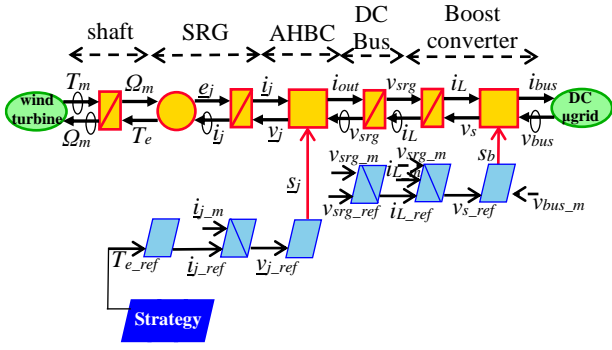 shaft SRG AHBC DC Bus Boost converter
T_m Ω_m e_j i_j i_out v_srg i_L i_bus
wind turbine DC µgrid
Ω_m T_e i_j v_j v_srg i_L v_s v_bus
s_j v_srg_m i_L_m v_srg_m s_b
v_srg_ref i_L_ref v_s_ref v_bus_m
i_j_m
T_e_ref i_j_ref v_j_ref
Strategy